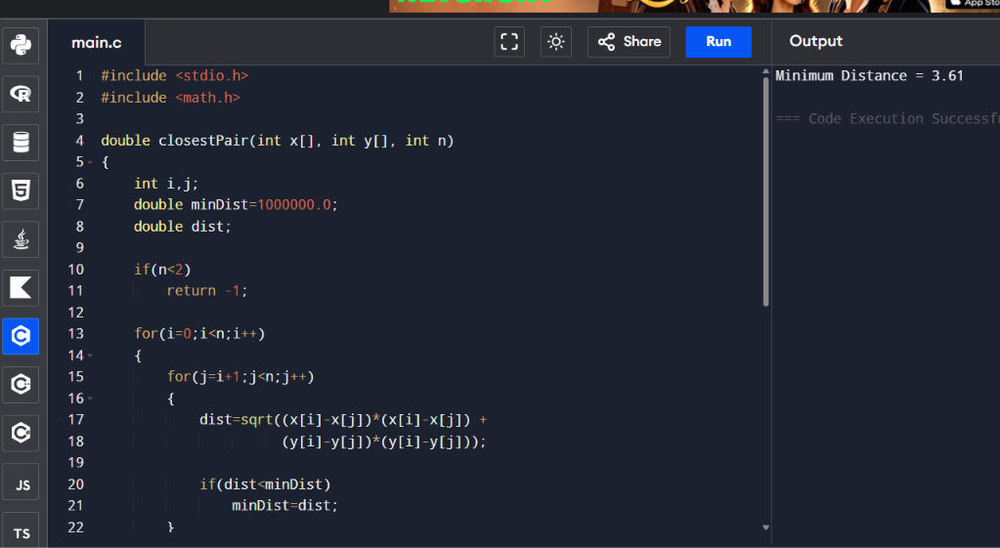 App Sto
main.c
Share
Run
Output
1 #include <stdio.h>
2 #include <math.h>
3
4 double closestPair(int x[], int y[], int n)
5 {
6     int i,j;
7     double minDist=1000000.0;
8     double dist;
9
10     if(n<2)
11         return -1;
12
13     for(i=0;i<n;i++)
14     {
15         for(j=i+1;j<n;j++)
16         {
17             dist=sqrt((x[i]-x[j])*(x[i]-x[j]) +
18                       (y[i]-y[j])*(y[i]-y[j]));
19
20             if(dist<minDist)
21                 minDist=dist;
22         }
Minimum Distance = 3.61
=== Code Execution Successf
R
5
C
C
C
JS
TS